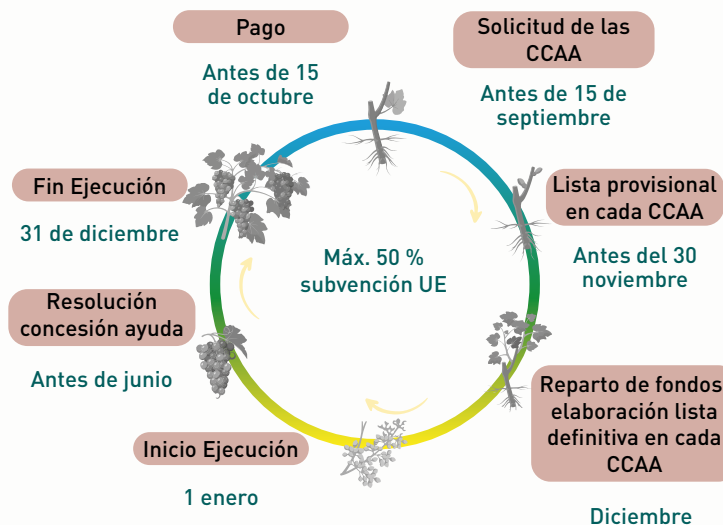 Pago
Antes de 15
de octubre
Solicitud de las
CCAA
Antes de 15 de
septiembre
Lista provisional
en cada CCAA
Antes del 30
noviembre
Reparto de fondos
elaboración lista
definitiva en cada
CCAA
Diciembre
Inicio Ejecución
1 enero
Resolución
concesión ayuda
Antes de junio
Fin Ejecución
31 de diciembre
Máx. 50 %
subvención UE